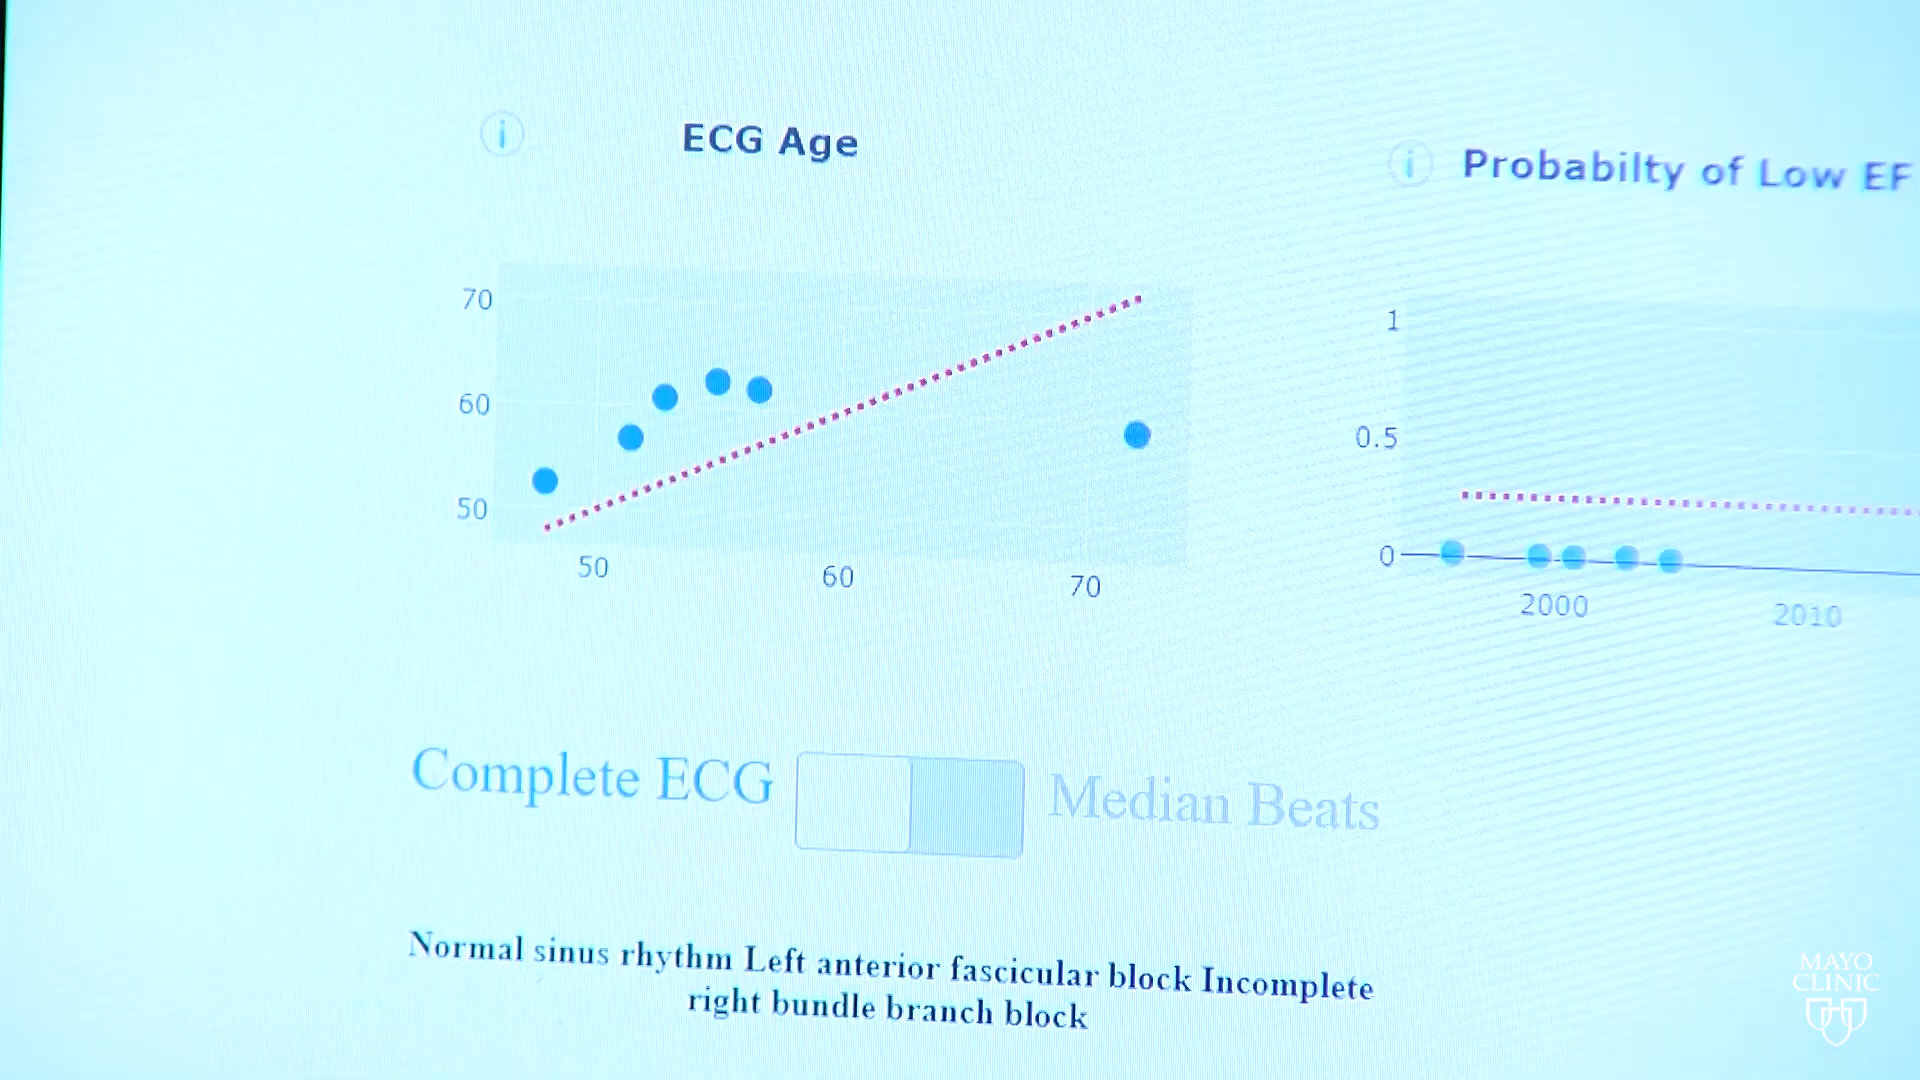 i
ECG Age
70
60
50
50
60
70
i
Probabilty of Low EF
1
0.5
0
2000
2010
Complete ECG
Median Beats
Normal sinus rhythm Left anterior fascicular block Incomplete
right bundle branch block
MAYO
CLINIC